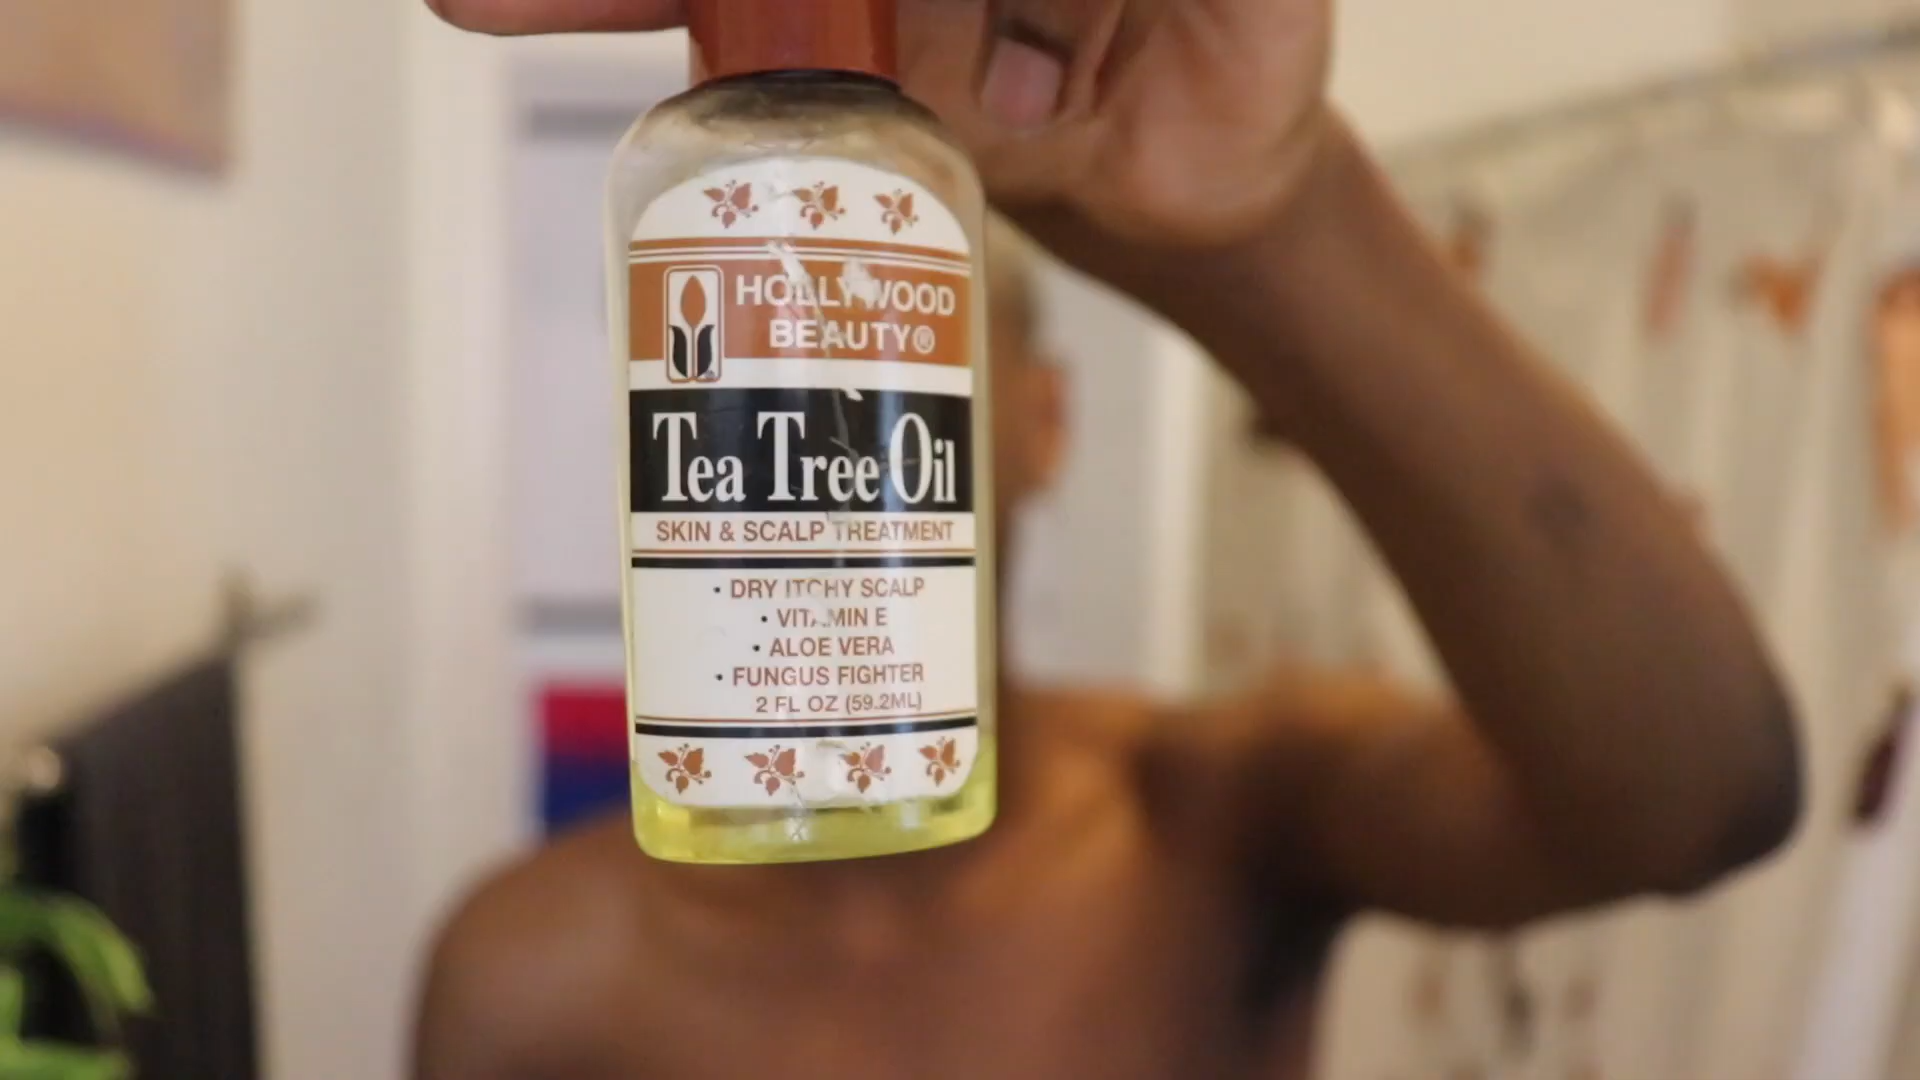 HOLLYWOOD
BEAUTY®
Tea Tree Oil
SKIN & SCALP TREATMENT
• DRY ITCHY SCALP
• VITAMIN E
• ALOE VERA
• FUNGUS FIGHTER
2 FL OZ (59.2ML)